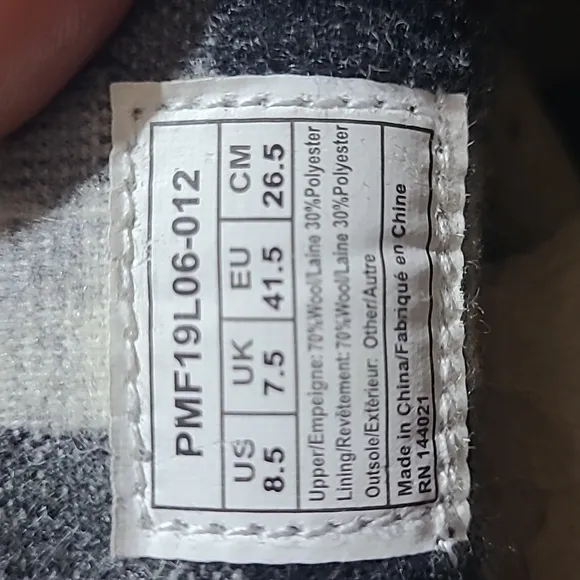 PMF19L06-012
US UK EU CM
8.5 7.5 41.5 26.5
Upper/Empeigne: 70%Wool/Laine 30%Polyester
Lining/Revêtement: 70%Wool/Laine 30%Polyester
Outsole/Extérieur: Other/Autre
Made in China/Fabriqué en Chine
RN 144021